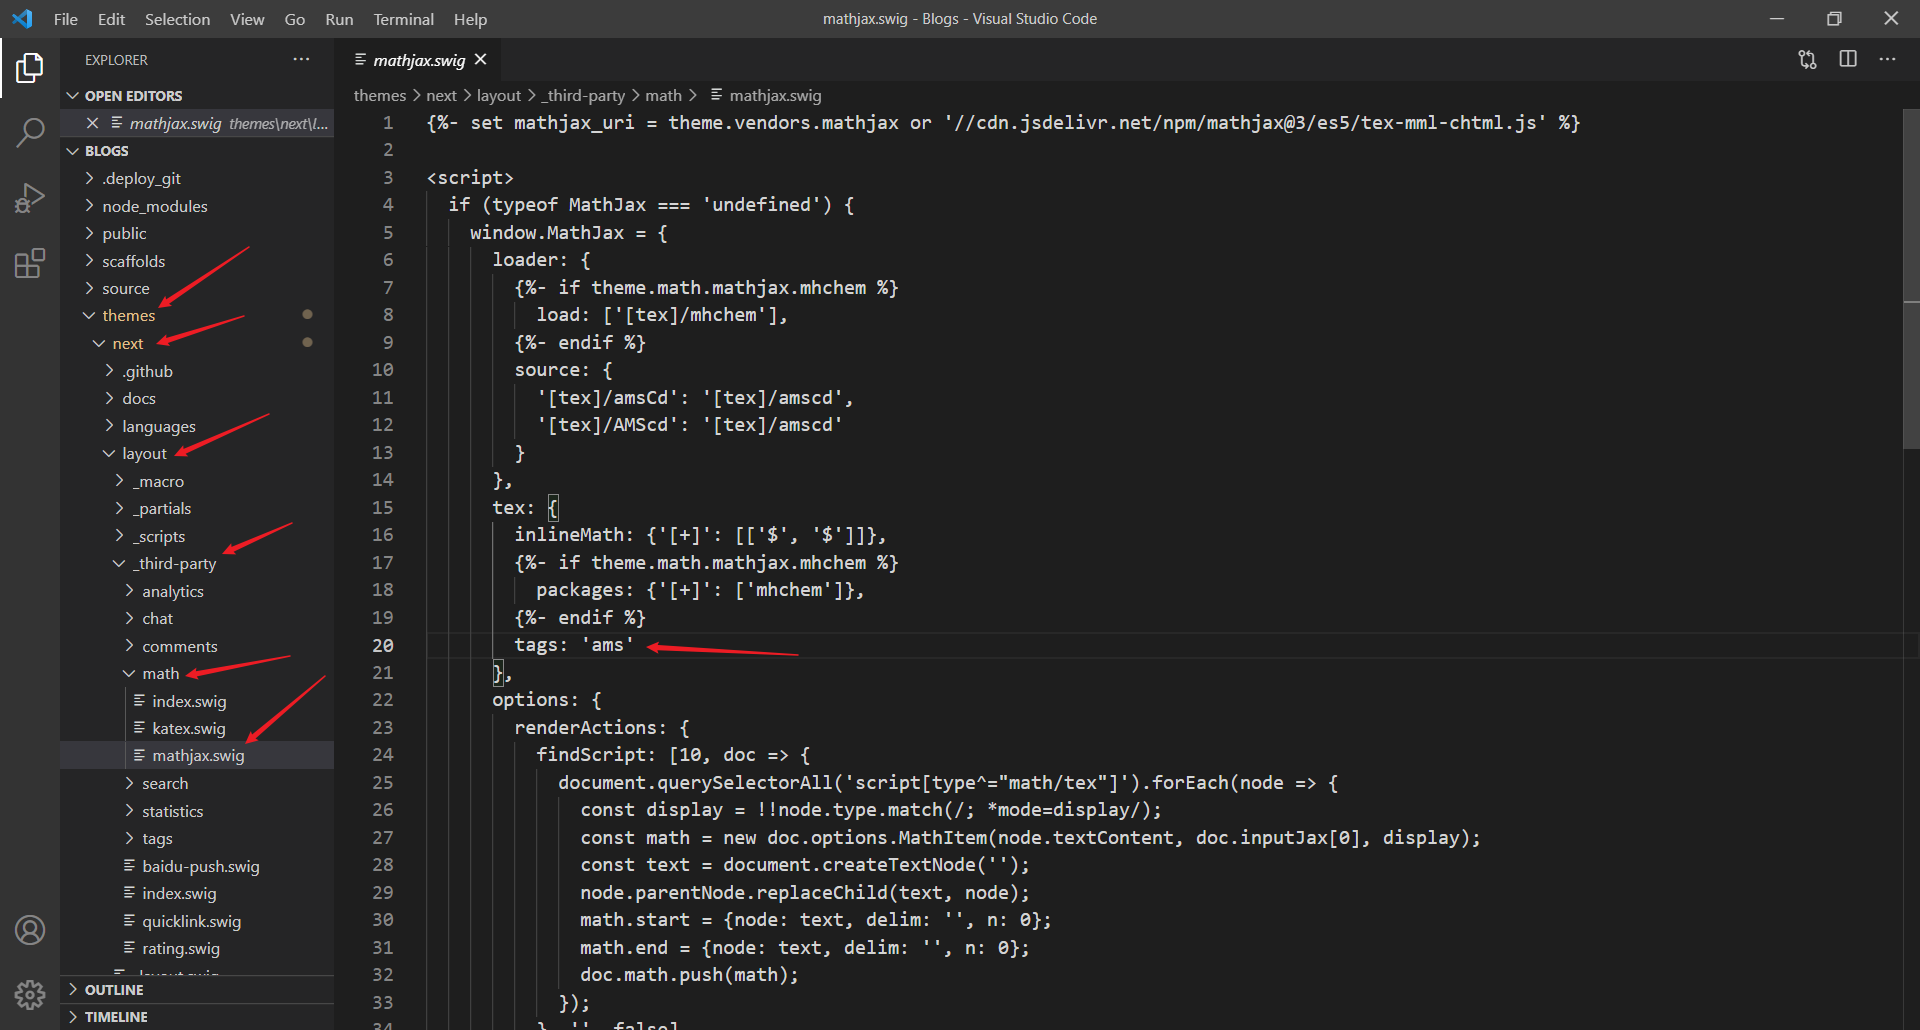 File Edit Selection View Go Run Terminal Help
mathjax.swig - Blogs - Visual Studio Code
EXPLORER
OPEN EDITORS
mathjax.swig themes\next\l...
BLOGS
.deploy_git
node_modules
public
scaffolds
source
themes
next
.github
docs
languages
layout
_macro
_partials
_scripts
_third-party
analytics
chat
comments
math
index.swig
katex.swig
mathjax.swig
search
statistics
tags
baidu-push.swig
index.swig
quicklink.swig
rating.swig
_layout.swig
OUTLINE
TIMELINE
mathjax.swig
themes > next > layout > _third-party > math > mathjax.swig
1 {%- set mathjax_uri = theme.vendors.mathjax or '//cdn.jsdelivr.net/npm/mathjax@3/es5/tex-mml-chtml.js' %}
2
3 <script>
4 if (typeof MathJax === 'undefined') {
5 window.MathJax = {
6 loader: {
7 {%- if theme.math.mathjax.mhchem %}
8 load: ['[tex]/mhchem'],
9 {%- endif %}
10 source: {
11 '[tex]/amsCd': '[tex]/amscd',
12 '[tex]/AMScd': '[tex]/amscd'
13 }
14 },
15 tex: {
16 inlineMath: {'[+]': [['$', '$']]},
17 {%- if theme.math.mathjax.mhchem %}
18 packages: {'[+]': ['mhchem']},
19 {%- endif %}
20 tags: 'ams'
21 },
22 options: {
23 renderActions: {
24 findScript: [10, doc => {
25 document.querySelectorAll('script[type^="math/tex"]').forEach(node => {
26 const display = !!node.type.match(/; *mode=display/);
27 const math = new doc.options.MathItem(node.textContent, doc.inputJax[0], display);
28 const text = document.createTextNode('');
29 node.parentNode.replaceChild(text, node);
30 math.start = {node: text, delim: '', n: 0};
31 math.end = {node: text, delim: '', n: 0};
32 doc.math.push(math);
33 });
34 }, '', false],